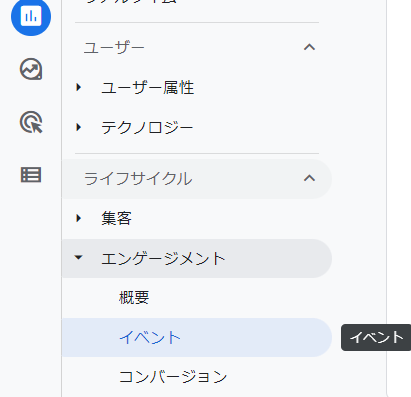 ユーザー
ユーザー属性
テクノロジー
ライフサイクル
集客
エンゲージメント
概要
イベント
イベント
コンバージョン